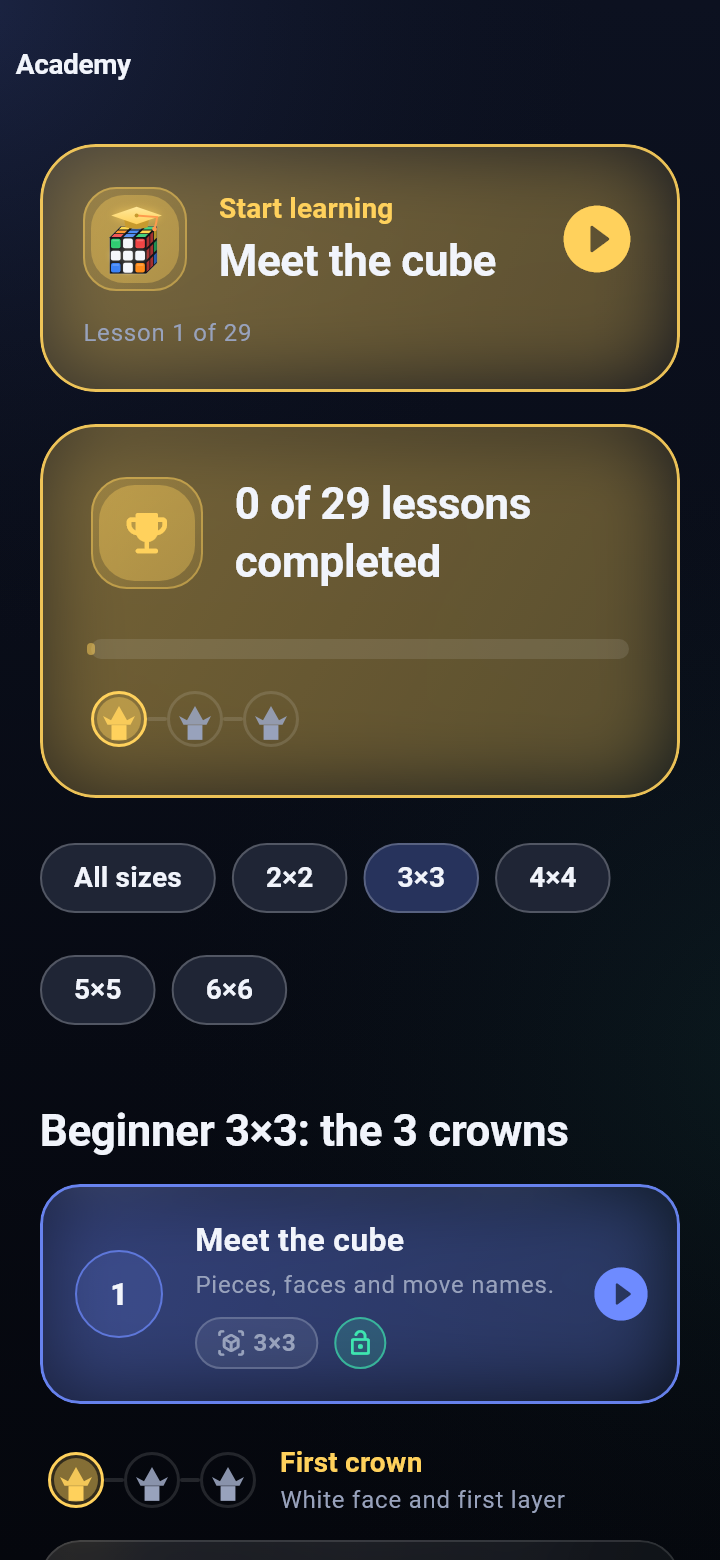 Academy
Start learning
Meet the cube
Lesson 1 of 29
0 of 29 lessons
completed
All sizes
2×2
3×3
4×4
5×5
6×6
Beginner 3×3: the 3 crowns
1
Meet the cube
Pieces, faces and move names.
3×3
First crown
White face and first layer